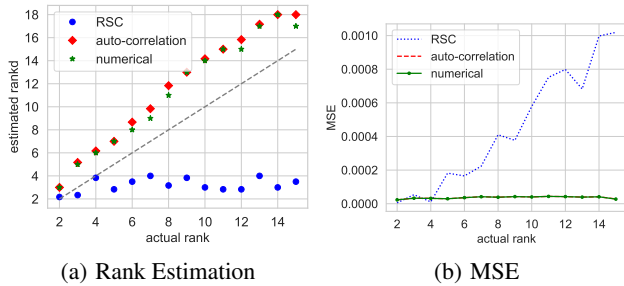 18
16
14
12
10
8
6
4
2
estimated rankd
RSC
auto-correlation
numerical
2 4 6 8 10 12 14
actual rank
(a) Rank Estimation
0.0010
0.0008
0.0006
0.0004
0.0002
0.0000
MSE
RSC
auto-correlation
numerical
2 4 6 8 10 12 14
actual rank
(b) MSE